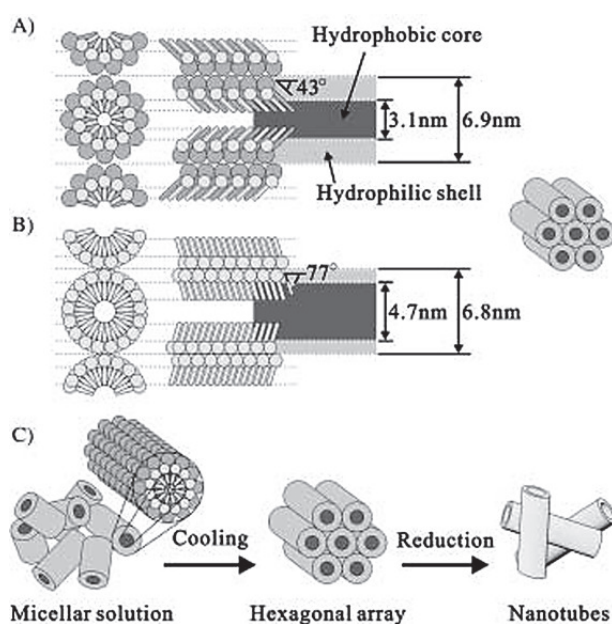 A)
Hydrophobic core
43°
3.1nm
6.9nm
Hydrophilic shell
B)
77°
4.7nm
6.8nm
C)
Cooling
Reduction
Micellar solution
Hexagonal array
Nanotubes